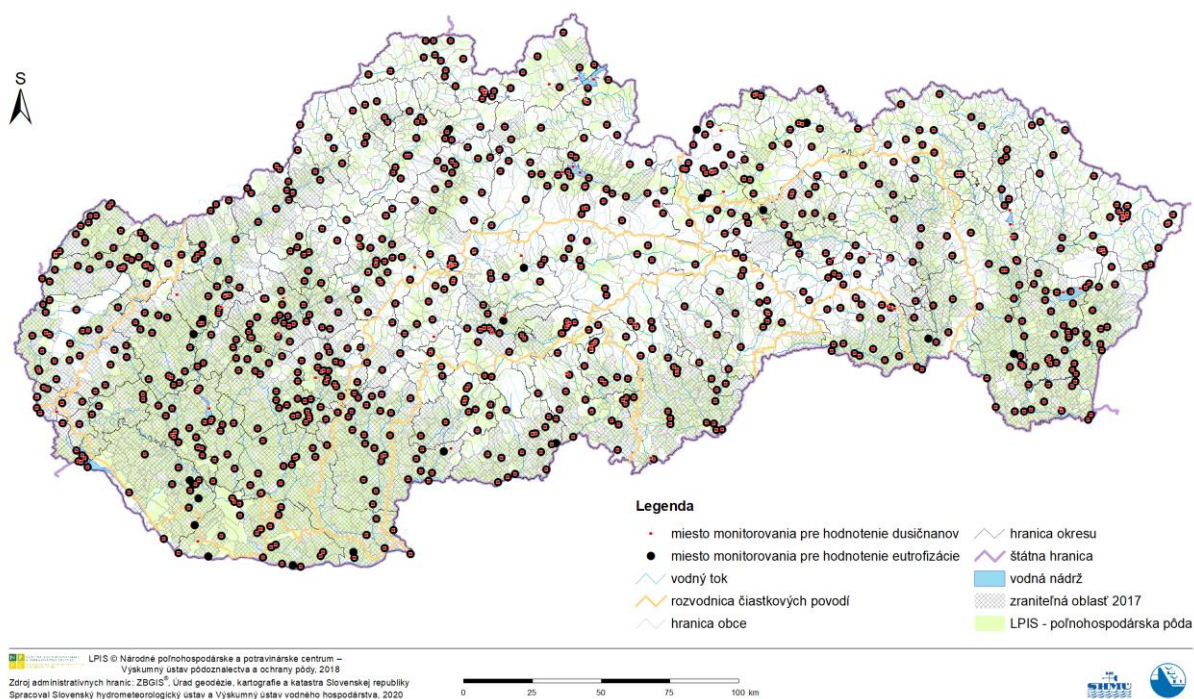 S
Legenda
miesto monitorovania pre hodnotenie dusičnanov
miesto monitorovania pre hodnotenie eutrofizácie
vodný tok
rozvodnica čiastkových povodí
hranica obce
hranica okresu
štátna hranica
vodná nádrž
zraniteľná oblasť 2017
LPIS - poľnohospodárska pôda
LPIS © Národné poľnohospodárske a potravinárske centrum –
Výskumný ústav pôdoznalectva a ochrany pôdy, 2018
Zdroj administratívnych hraníc: ZBGIS®, Úrad geodézie, kartografie a katastra Slovenskej republiky
Spracoval Slovenský hydrometeorologický ústav a Výskumný ústav vodného hospodárstva, 2020
0 25 50 75 100 km
SHMÚ